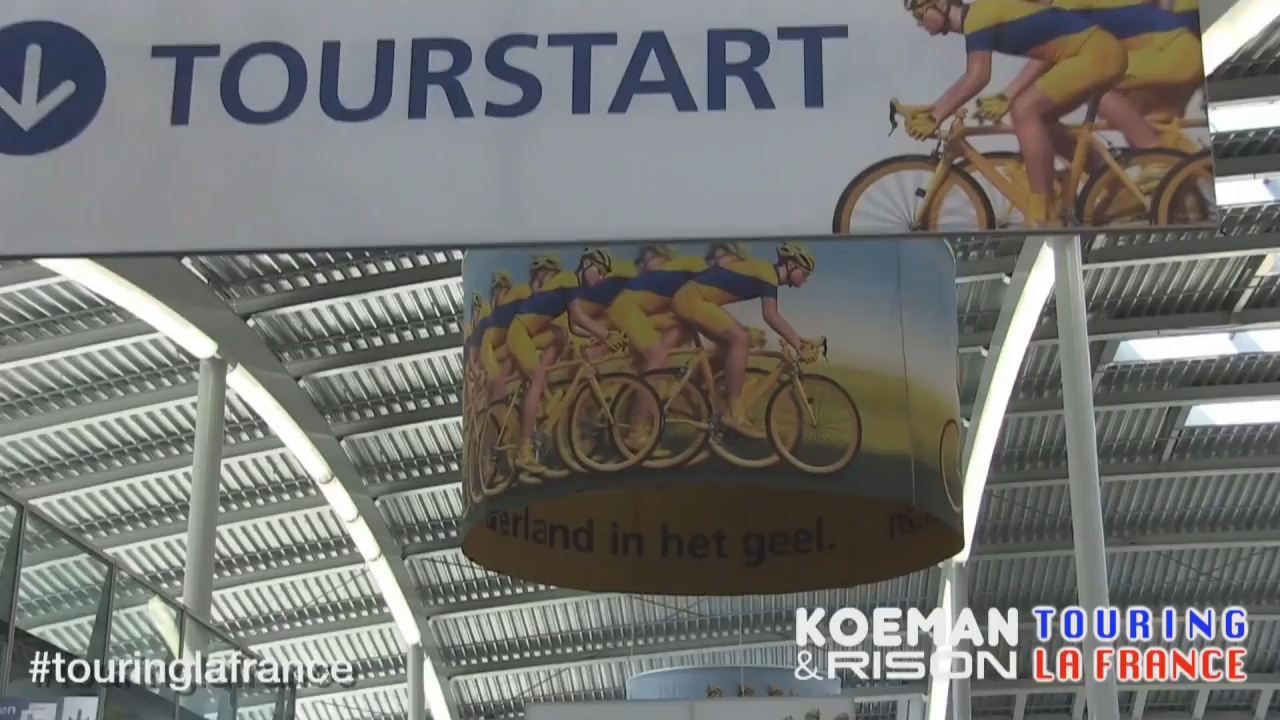 TOURSTART
erland in het geel.
#touringlafrance
KOEMAN
&RISON
TOURING
LA FRANCE